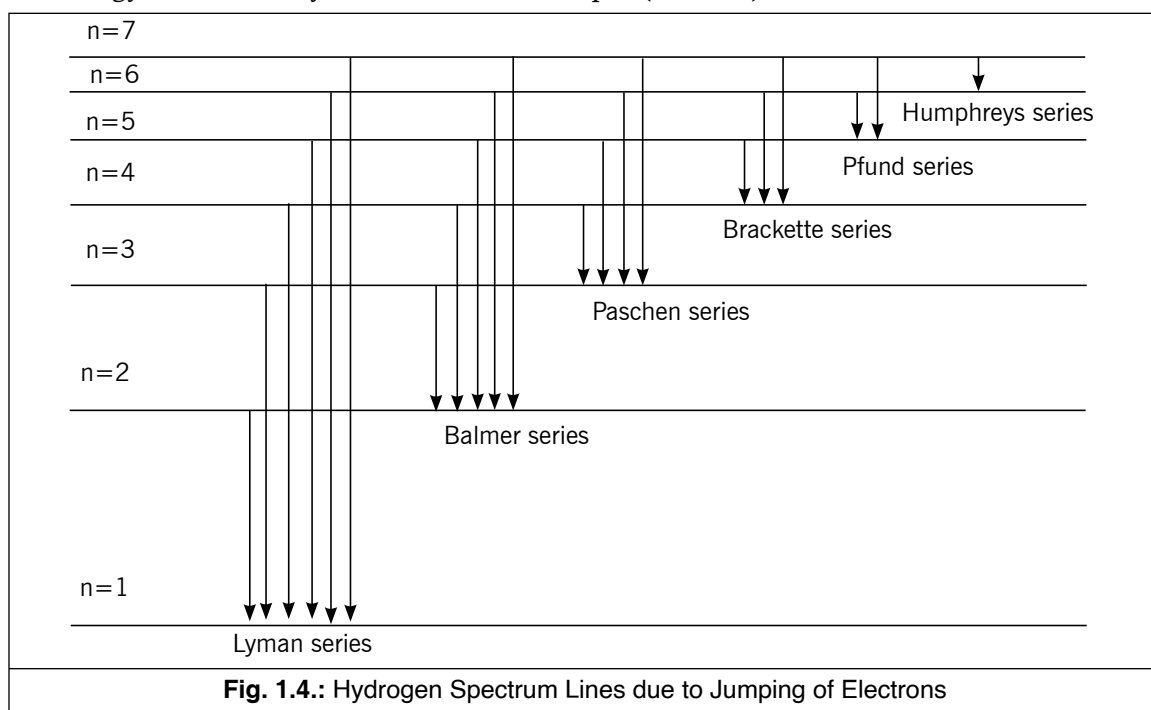 n=7
n=6
Humphreys series
n=5
Pfund series
n=4
Brackette series
n=3
Paschen series
n=2
Balmer series
n=1
Lyman series
Fig. 1.4.: Hydrogen Spectrum Lines due to Jumping of Electrons